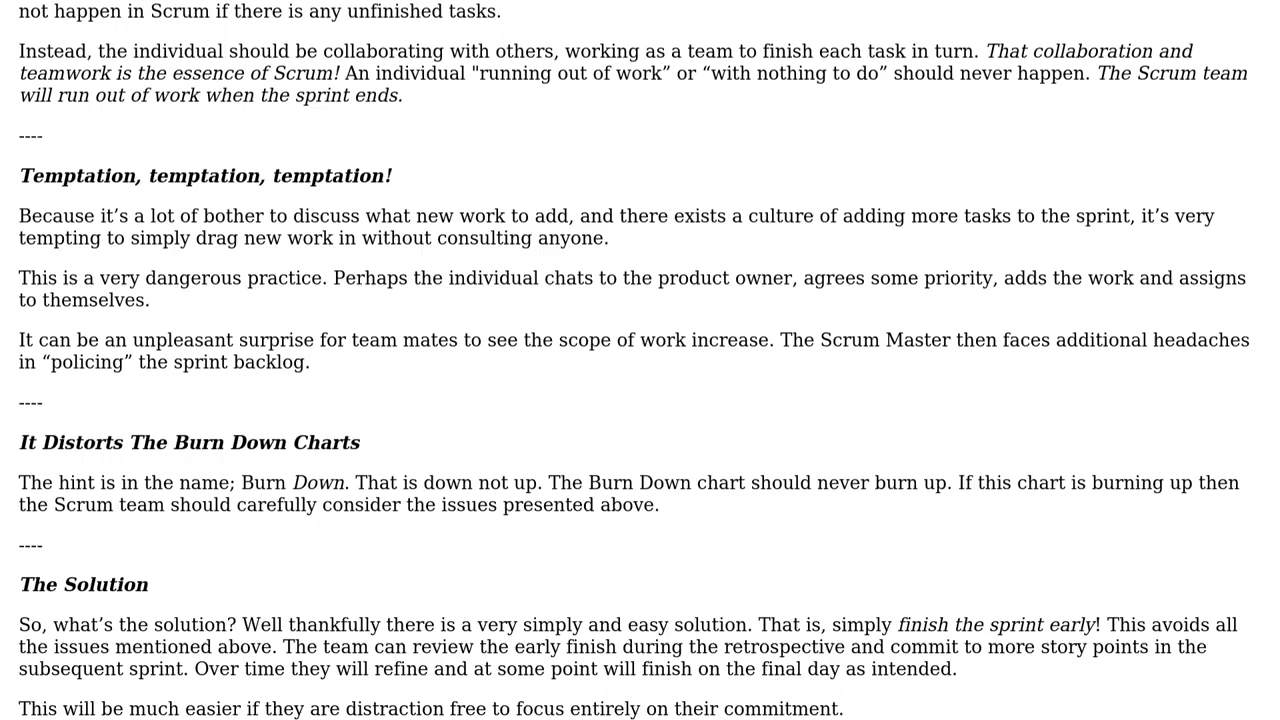 not happen in Scrum if there is any unfinished tasks.
Instead, the individual should be collaborating with others, working as a team to finish each task in turn. That collaboration and
teamwork is the essence of Scrum! An individual "running out of work” or “with nothing to do” should never happen. The Scrum team
will run out of work when the sprint ends.
----
Temptation, temptation, temptation!
Because it’s a lot of bother to discuss what new work to add, and there exists a culture of adding more tasks to the sprint, it’s very
tempting to simply drag new work in without consulting anyone.
This is a very dangerous practice. Perhaps the individual chats to the product owner, agrees some priority, adds the work and assigns
to themselves.
It can be an unpleasant surprise for team mates to see the scope of work increase. The Scrum Master then faces additional headaches
in “policing” the sprint backlog.
----
It Distorts The Burn Down Charts
The hint is in the name; Burn Down. That is down not up. The Burn Down chart should never burn up. If this chart is burning up then
the Scrum team should carefully consider the issues presented above.
----
The Solution
So, what’s the solution? Well thankfully there is a very simply and easy solution. That is, simply finish the sprint early! This avoids all
the issues mentioned above. The team can review the early finish during the retrospective and commit to more story points in the
subsequent sprint. Over time they will refine and at some point will finish on the final day as intended.
This will be much easier if they are distraction free to focus entirely on their commitment.